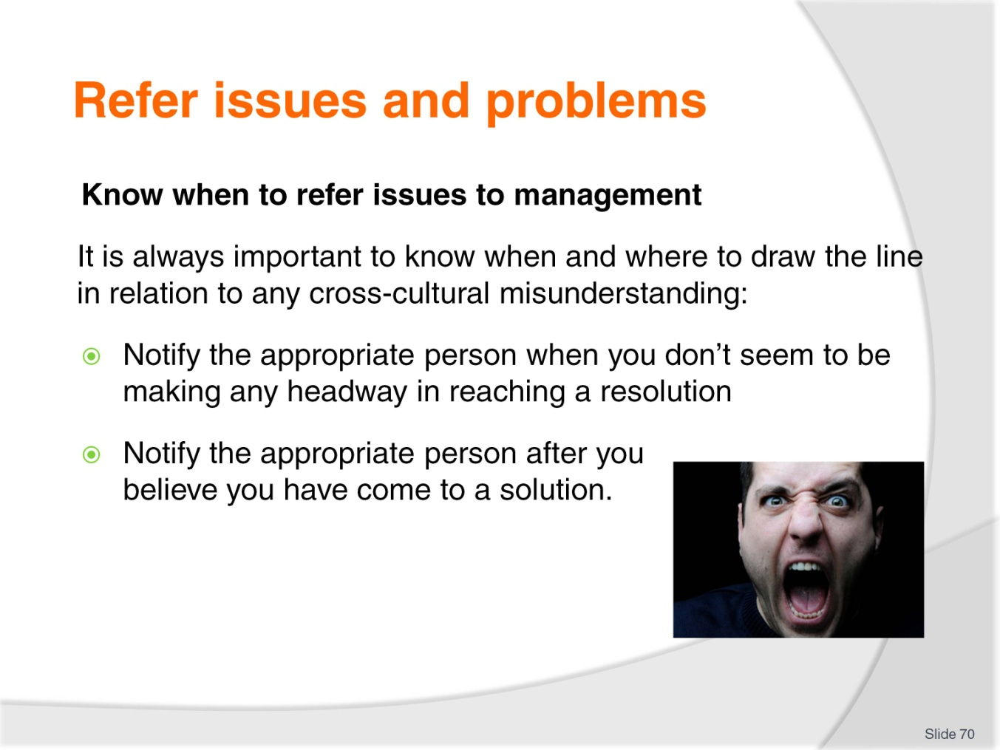 Refer issues and problems
Know when to refer issues to management
It is always important to know when and where to draw the line
in relation to any cross-cultural misunderstanding:
Notify the appropriate person when you don’t seem to be
making any headway in reaching a resolution
Notify the appropriate person after you
believe you have come to a solution.
Slide 70